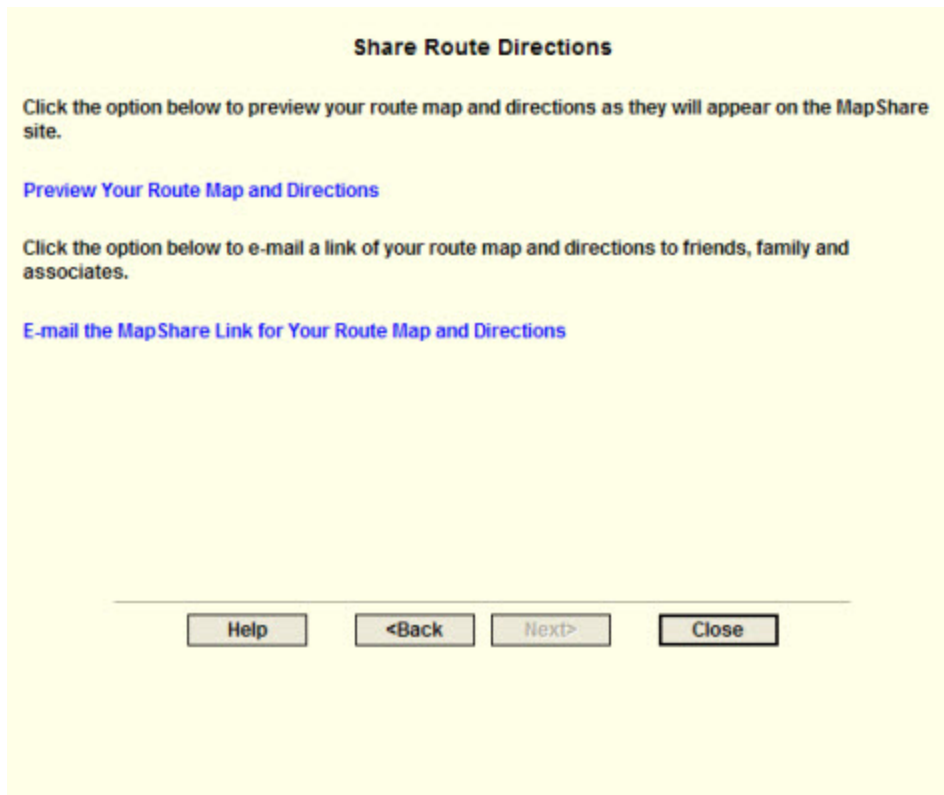 Share Route Directions
Click the option below to preview your route map and directions as they will appear on the MapShare
site.
Preview Your Route Map and Directions
Click the option below to e-mail a link of your route map and directions to friends, family and
associates.
E-mail the MapShare Link for Your Route Map and Directions
Help <Back Next> Close